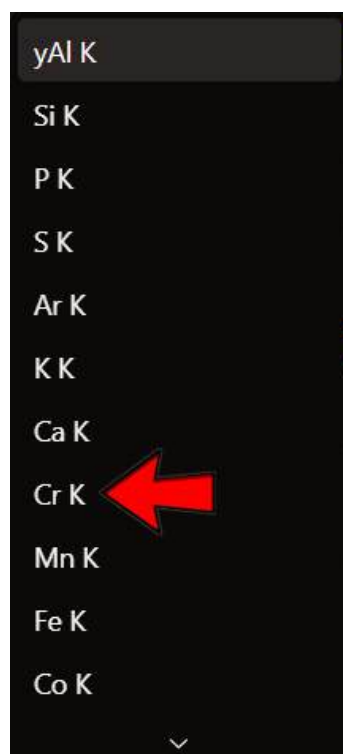 yAl K
Si K
P K
S K
Ar K
K K
Ca K
Cr K
Mn K
Fe K
Co K